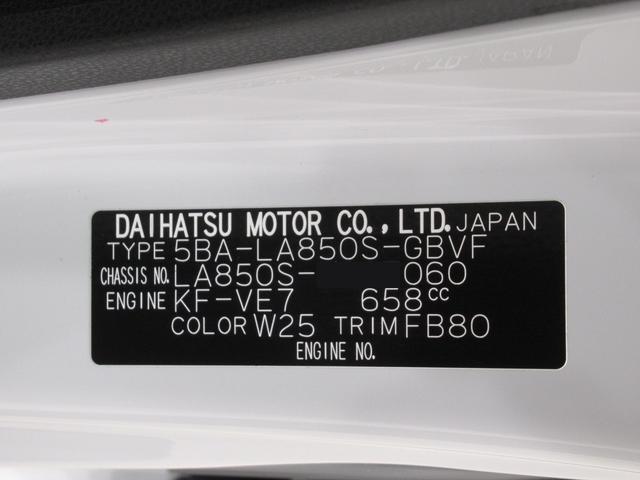 DAIHATSU MOTOR CO., LTD. JAPAN
TYPE 5BA-LA850S-GBVF
CHASSIS NO. LA850S- 060
ENGINE KF-VE7 658cc
COLOR W25 TRIM FB80
ENGINE NO.